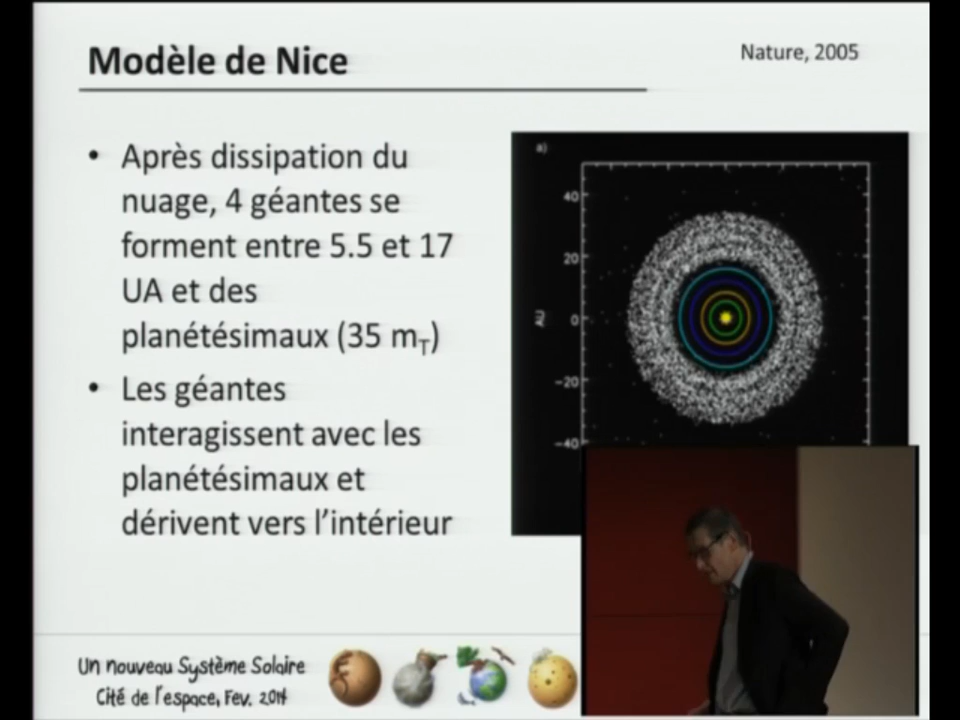 Modèle de Nice
Nature, 2005
• Après dissipation du
nuage, 4 géantes se
forment entre 5.5 et 17
UA et des
planétésimaux (35 mT)
• Les géantes
interagissent avec les
planétésimaux et
dérivent vers l'intérieur
a)
40
20
0
-20
-40
AU
Un nouveau Système Solaire
Cité de l'espace, Fev. 2014